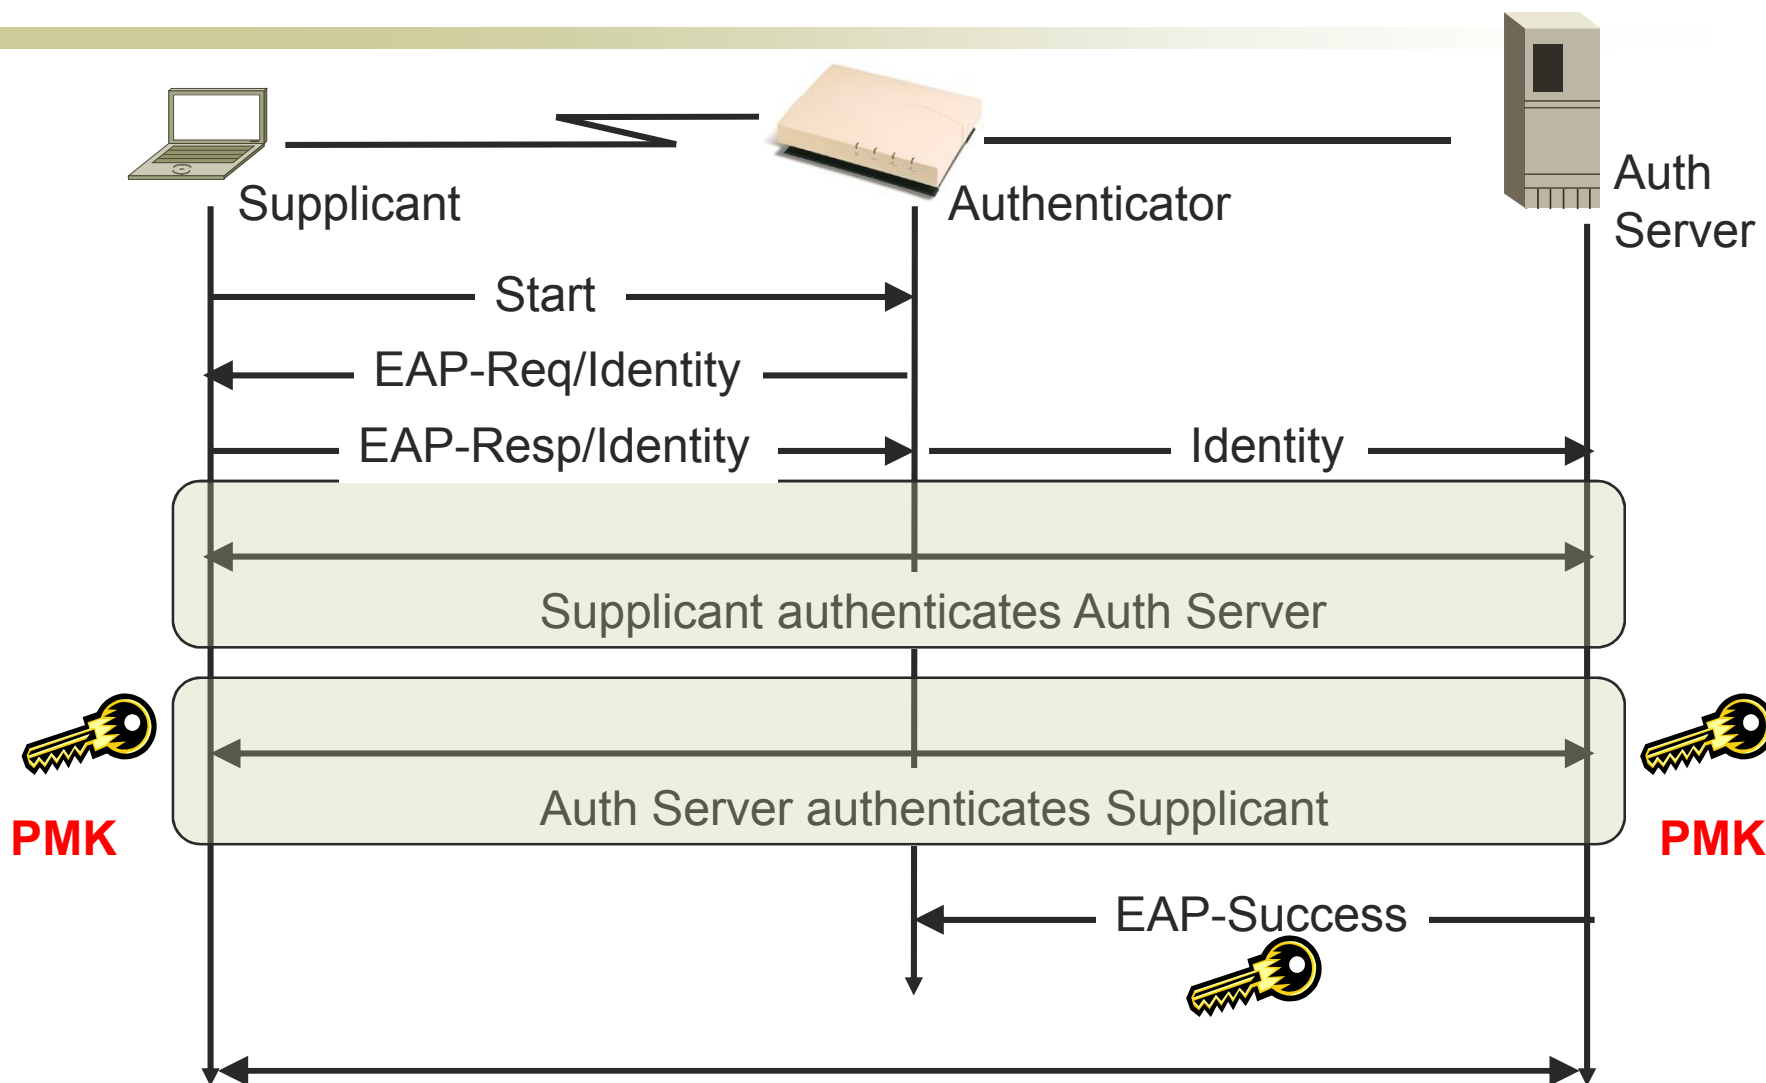 Supplicant
Authenticator
Auth
Server
Start
EAP-Req/Identity
EAP-Resp/Identity
Identity
Supplicant authenticates Auth Server
Auth Server authenticates Supplicant
PMK
PMK
EAP-Success